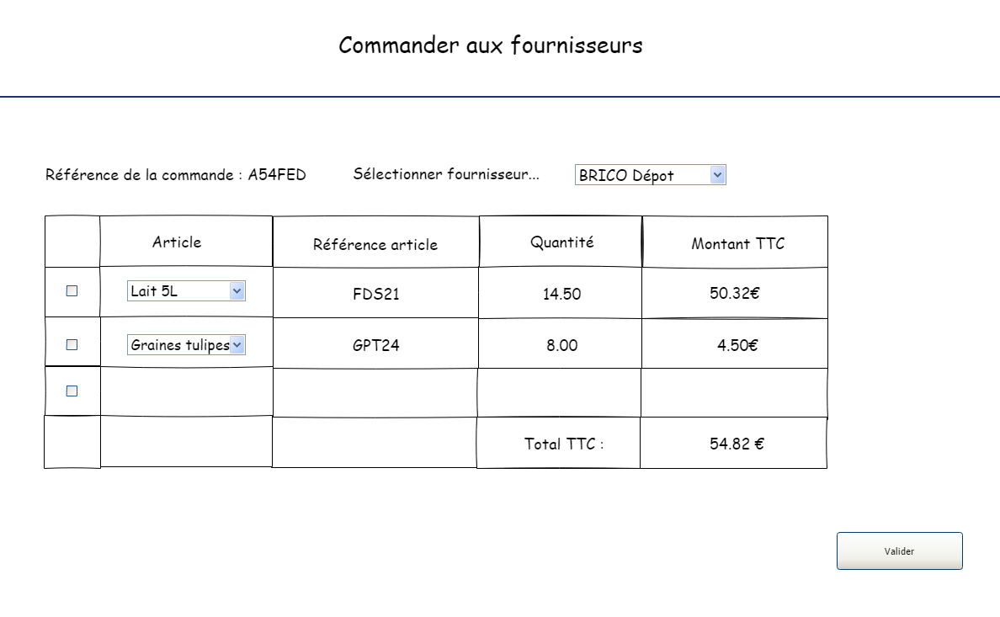 Commander aux fournisseurs
Référence de la commande : A54FED Sélectionner fournisseur... BRICO Dépot
Article Référence article Quantité Montant TTC
Lait 5L FDS21 14.50 50.32€
Graines tulipes GPT24 8.00 4.50€
Total TTC : 54.82 €
Valider